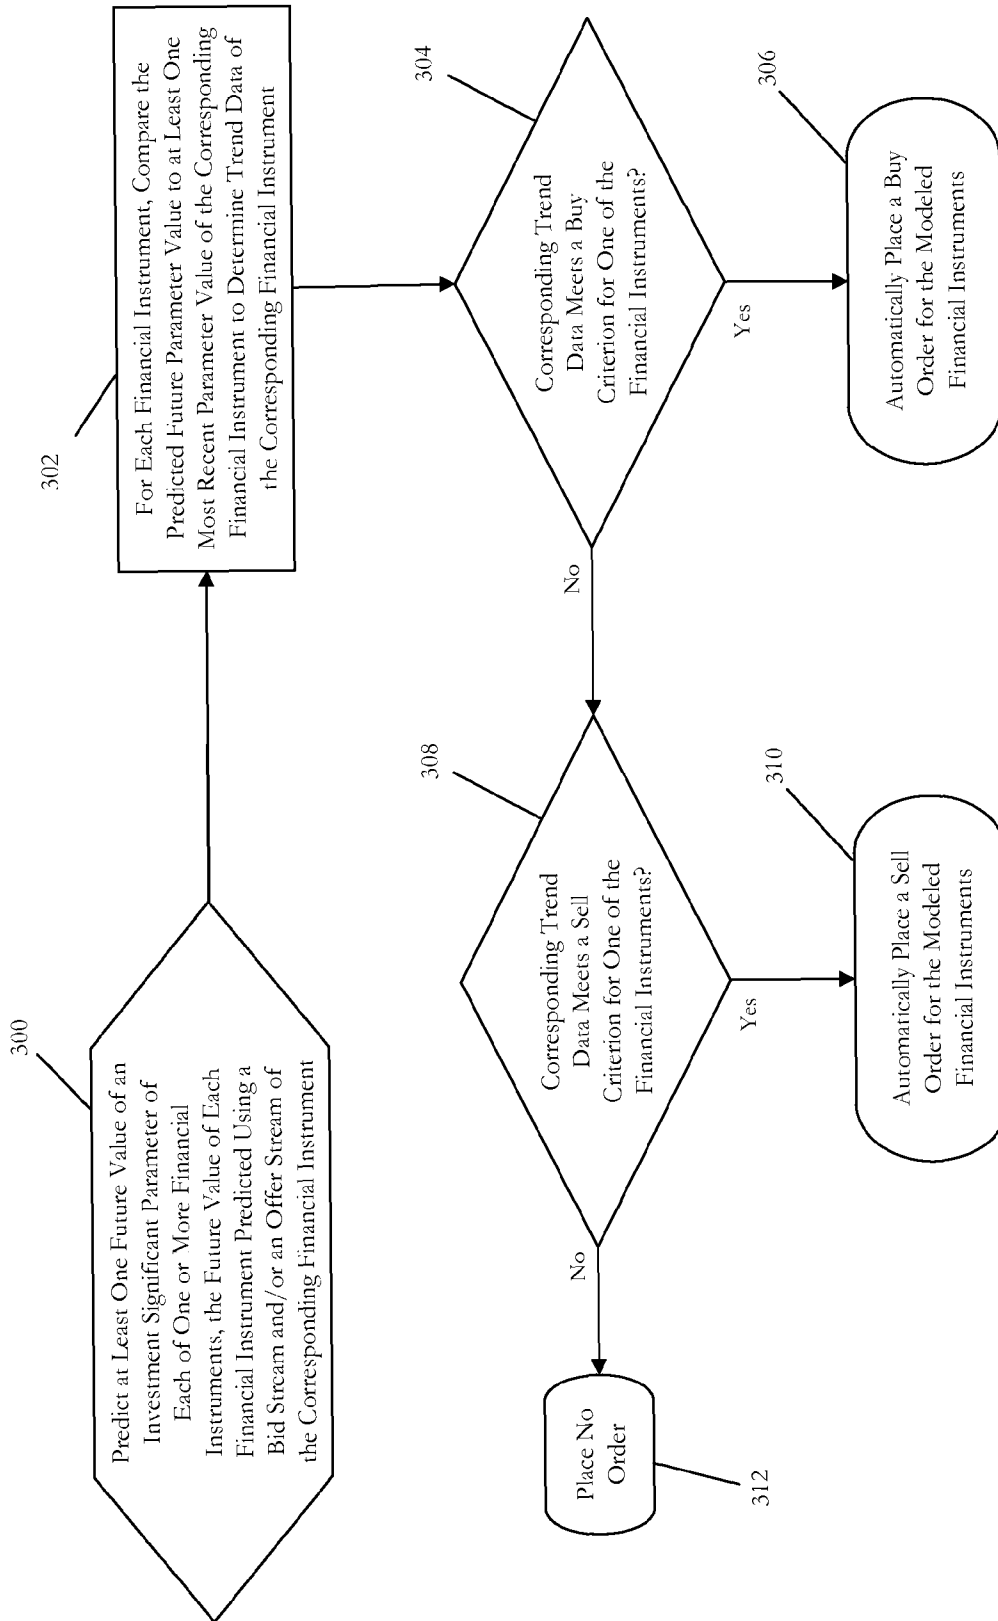 300
Predict at Least One Future Value of an
Investment Significant Parameter of
Each of One or More Financial
Instruments, the Future Value of Each
Financial Instrument Predicted Using a
Bid Stream and/or an Offer Stream of
the Corresponding Financial Instrument
302
For Each Financial Instrument, Compare the
Predicted Future Parameter Value to at Least One
Most Recent Parameter Value of the Corresponding
Financial Instrument to Determine Trend Data of
the Corresponding Financial Instrument
304
Corresponding Trend
Data Meets a Buy
Criterion for One of the
Financial Instruments?
Yes
No
306
Automatically Place a Buy
Order for the Modeled
Financial Instruments
308
Corresponding Trend
Data Meets a Sell
Criterion for One of the
Financial Instruments?
Yes
No
310
Automatically Place a Sell
Order for the Modeled
Financial Instruments
Place No
Order
312